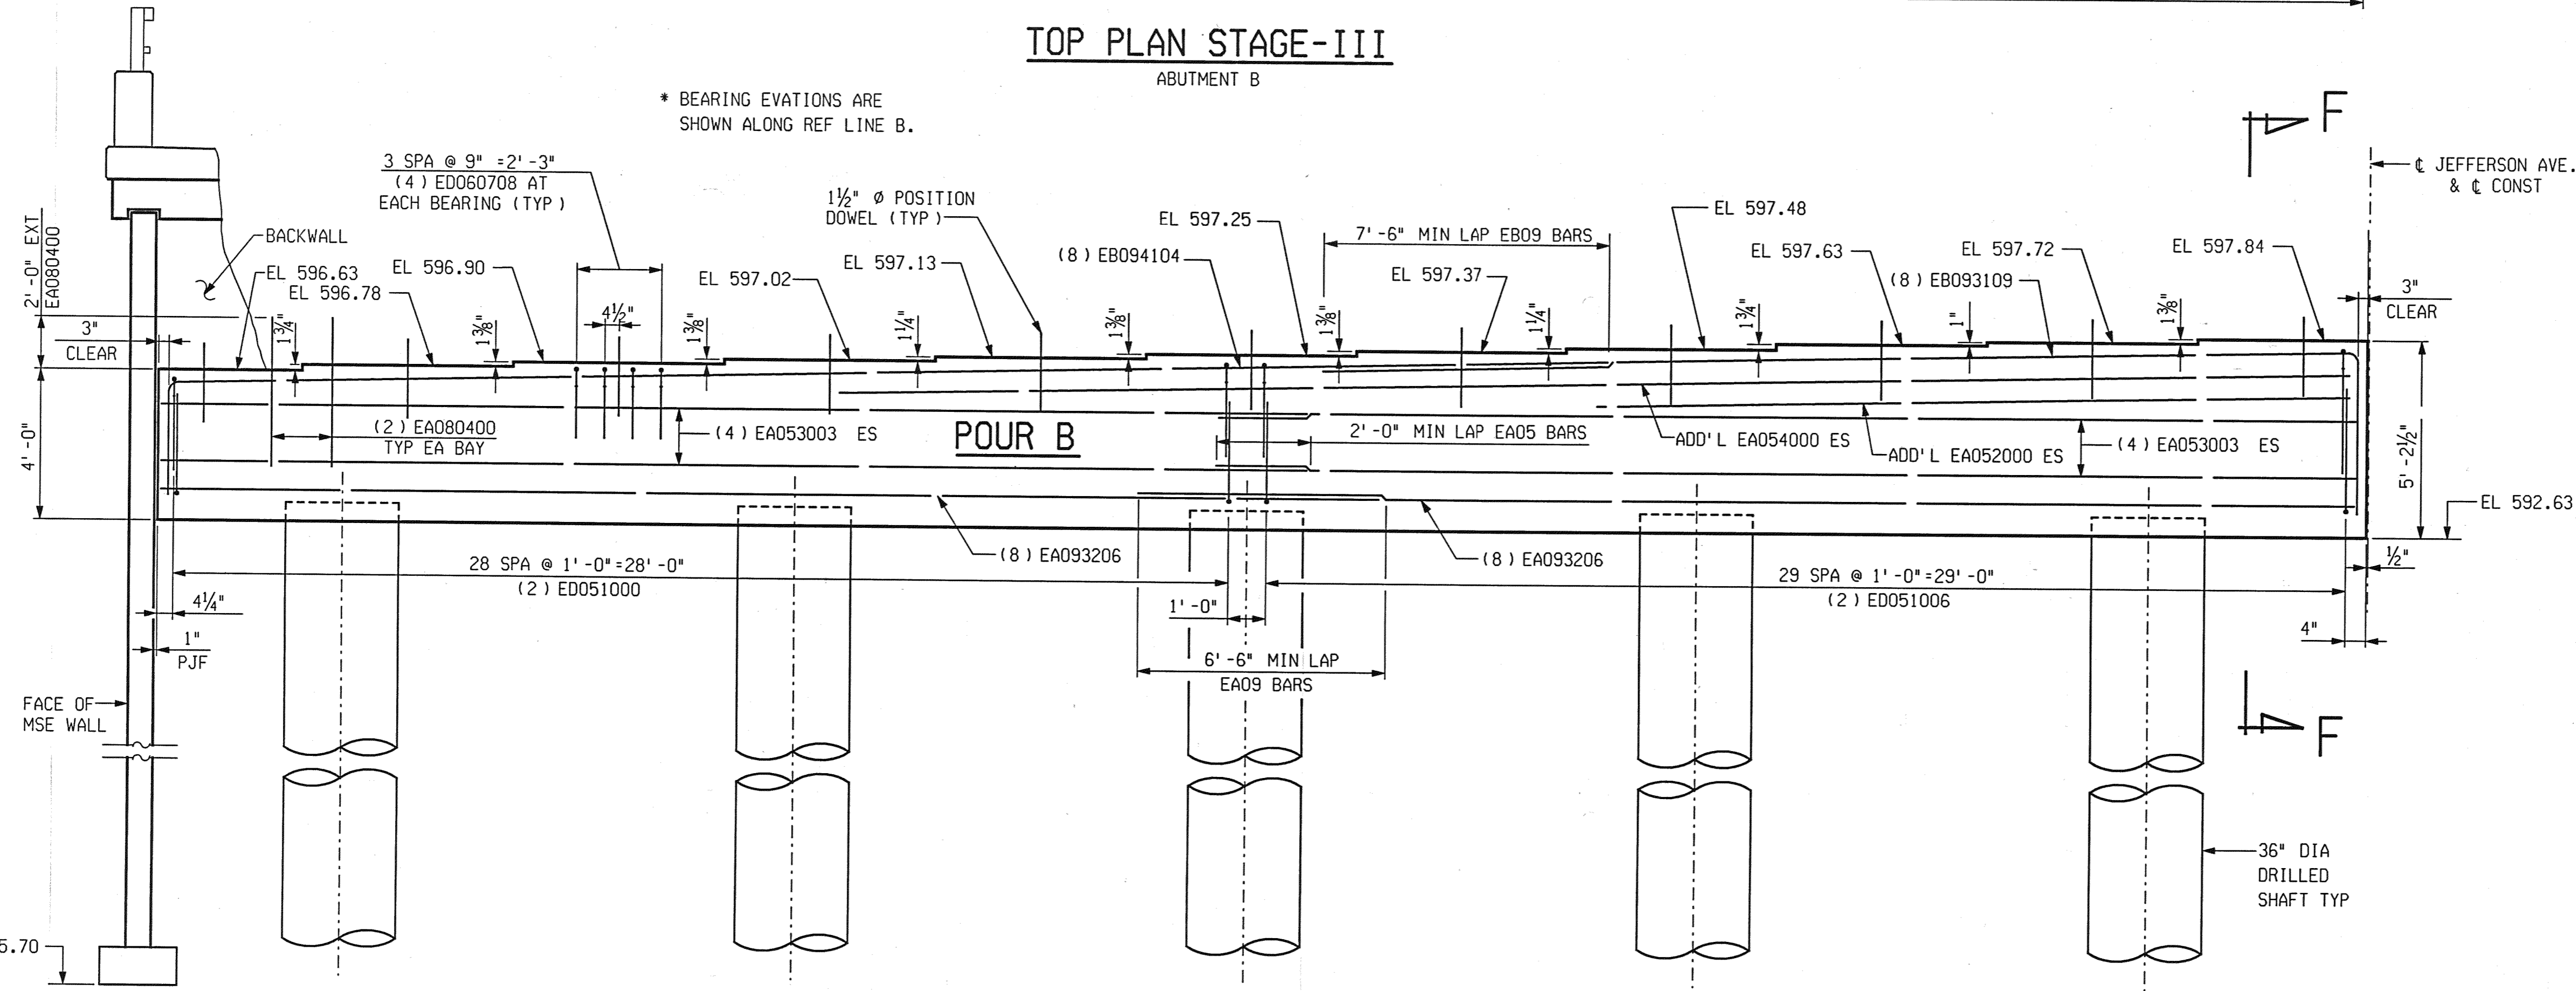 TOP PLAN STAGE-III
ABUTMENT B
* BEARING EVATIONS ARE
SHOWN ALONG REF LINE B.
F
℄ JEFFERSON AVE.
& ℄ CONST
3 SPA @ 9" =2'-3"
(4) ED060708 AT
EACH BEARING (TYP)
1½" Ø POSITION
DOWEL (TYP)
2'-0" EXT
EA080400
BACKWALL
EL 596.63
EL 596.78
EL 596.90
EL 597.02
EL 597.13
(8) EB094104
EL 597.25
7'-6" MIN LAP EB09 BARS
EL 597.37
EL 597.48
EL 597.63
(8) EB093109
EL 597.72
EL 597.84
3"
CLEAR
3"
CLEAR
1¾"
1⅜"
4½"
1⅜"
1¼"
1⅜"
1⅜"
1¼"
1¾"
1"
1⅜"
4'-0"
(2) EA080400
TYP EA BAY
(4) EA053003 ES
POUR B
2'-0" MIN LAP EA05 BARS
ADD'L EA054000 ES
ADD'L EA052000 ES
(4) EA053003 ES
5'-2½"
EL 592.63
28 SPA @ 1'-0"=28'-0"
(2) ED051000
(8) EA093206
(8) EA093206
29 SPA @ 1'-0"=29'-0"
(2) ED051006
½"
4¼"
1"
PJF
1'-0"
4"
6'-6" MIN LAP
EA09 BARS
FACE OF
MSE WALL
F
36" DIA
DRILLED
SHAFT TYP
5.70